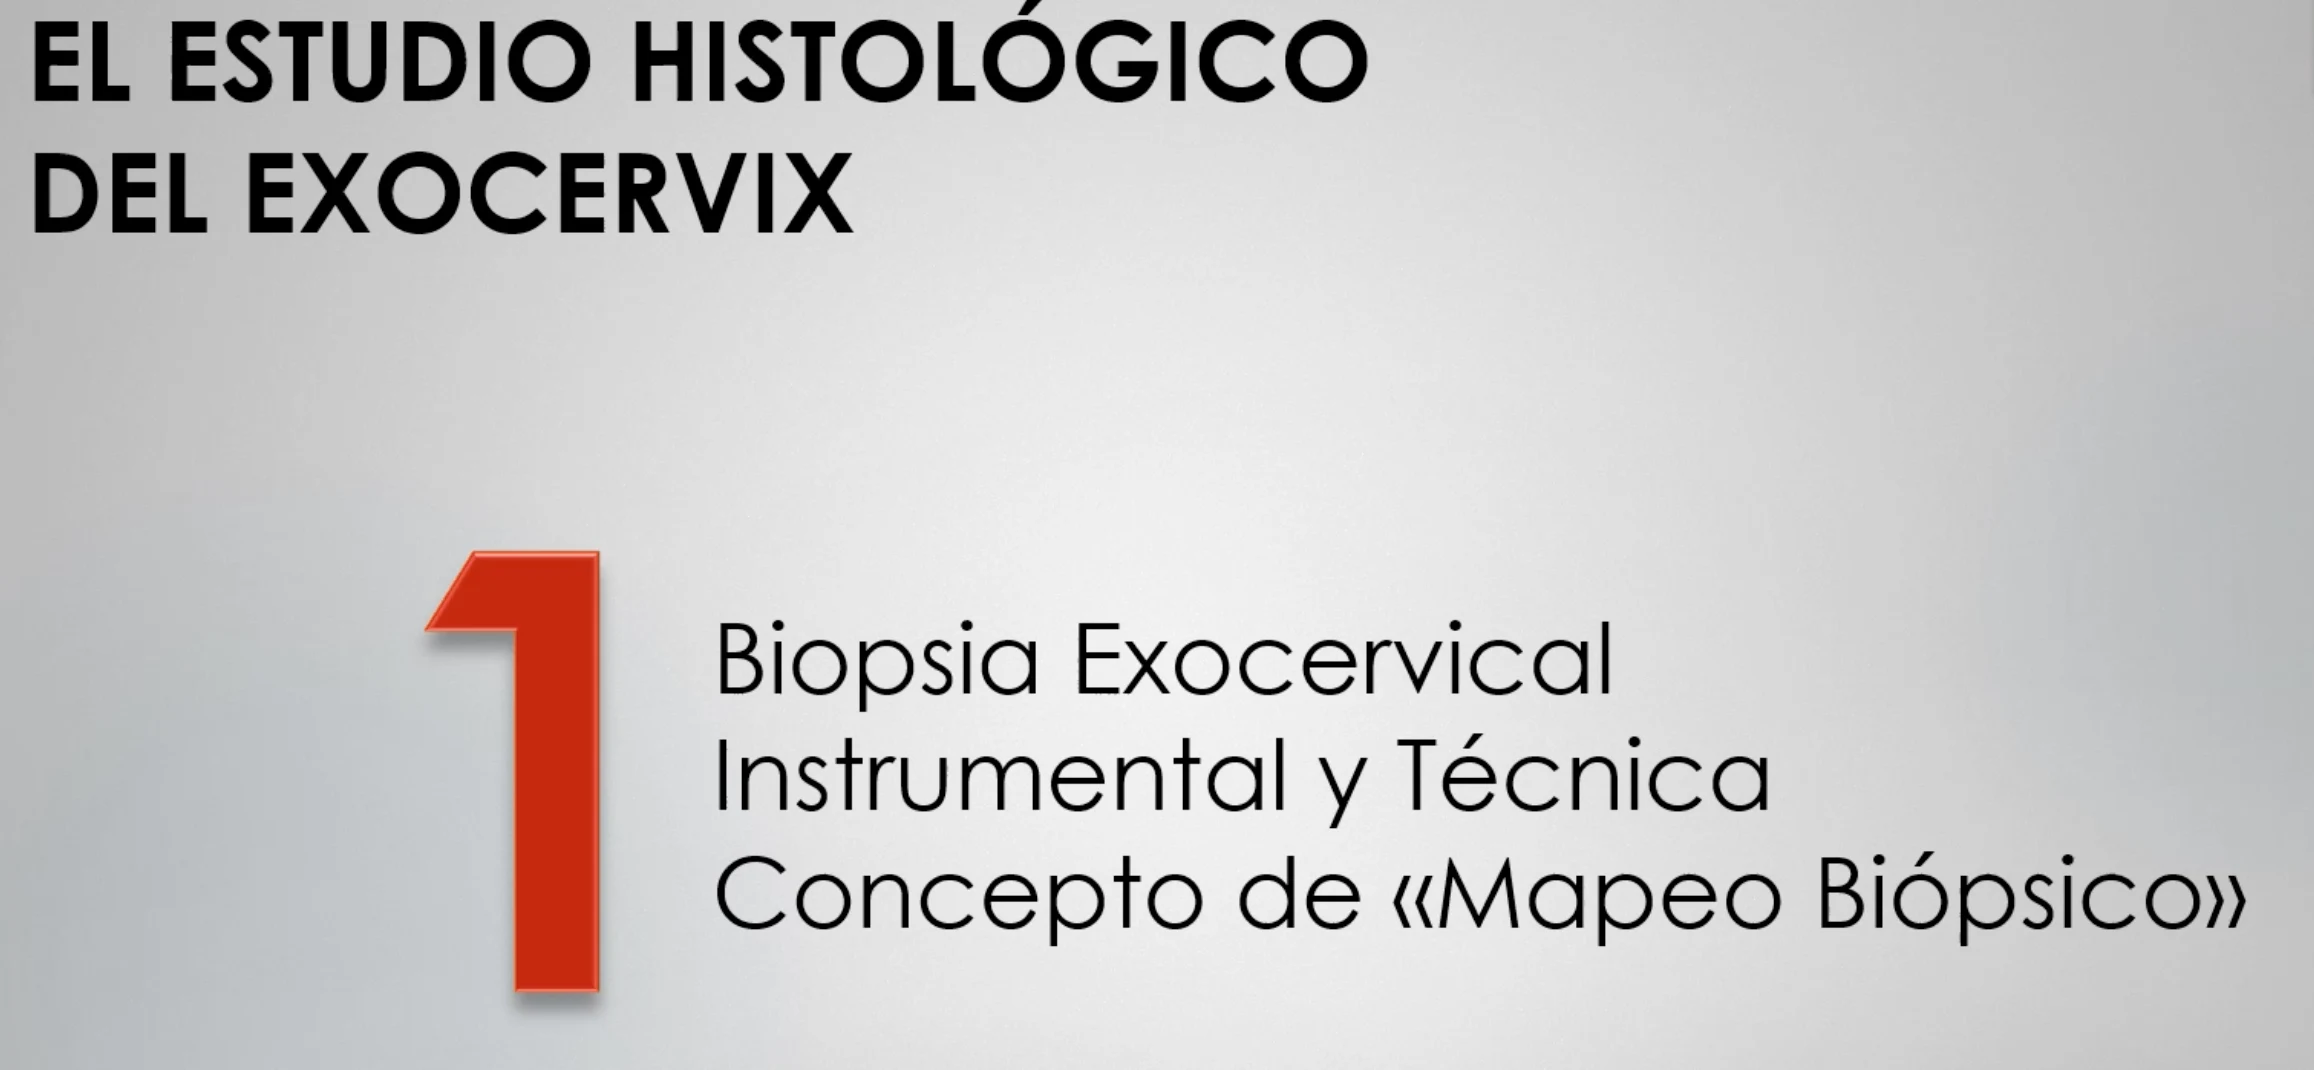 EL ESTUDIO HISTOLÓGICO
DEL EXOCERVIX
1
Biopsia Exocervical
Instrumental y Técnica
Concepto de «Mapeo Biópsico»